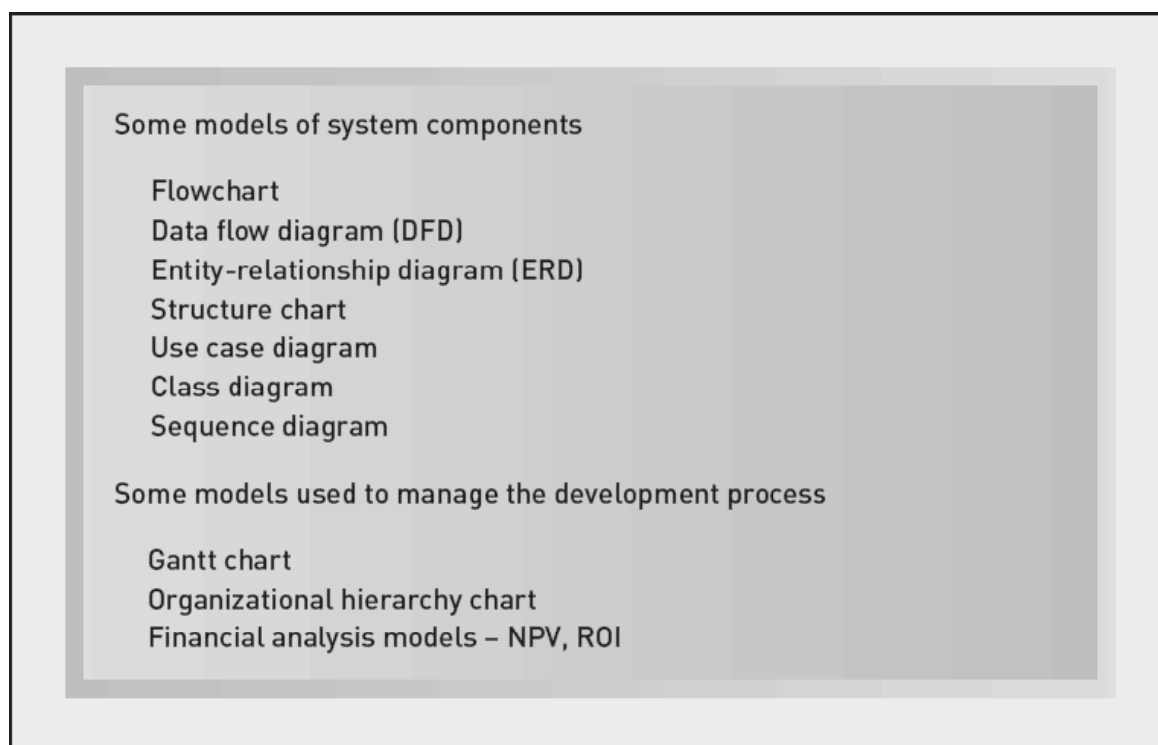 Some models of system components
Flowchart
Data flow diagram (DFD)
Entity-relationship diagram (ERD)
Structure chart
Use case diagram
Class diagram
Sequence diagram
Some models used to manage the development process
Gantt chart
Organizational hierarchy chart
Financial analysis models – NPV, ROI